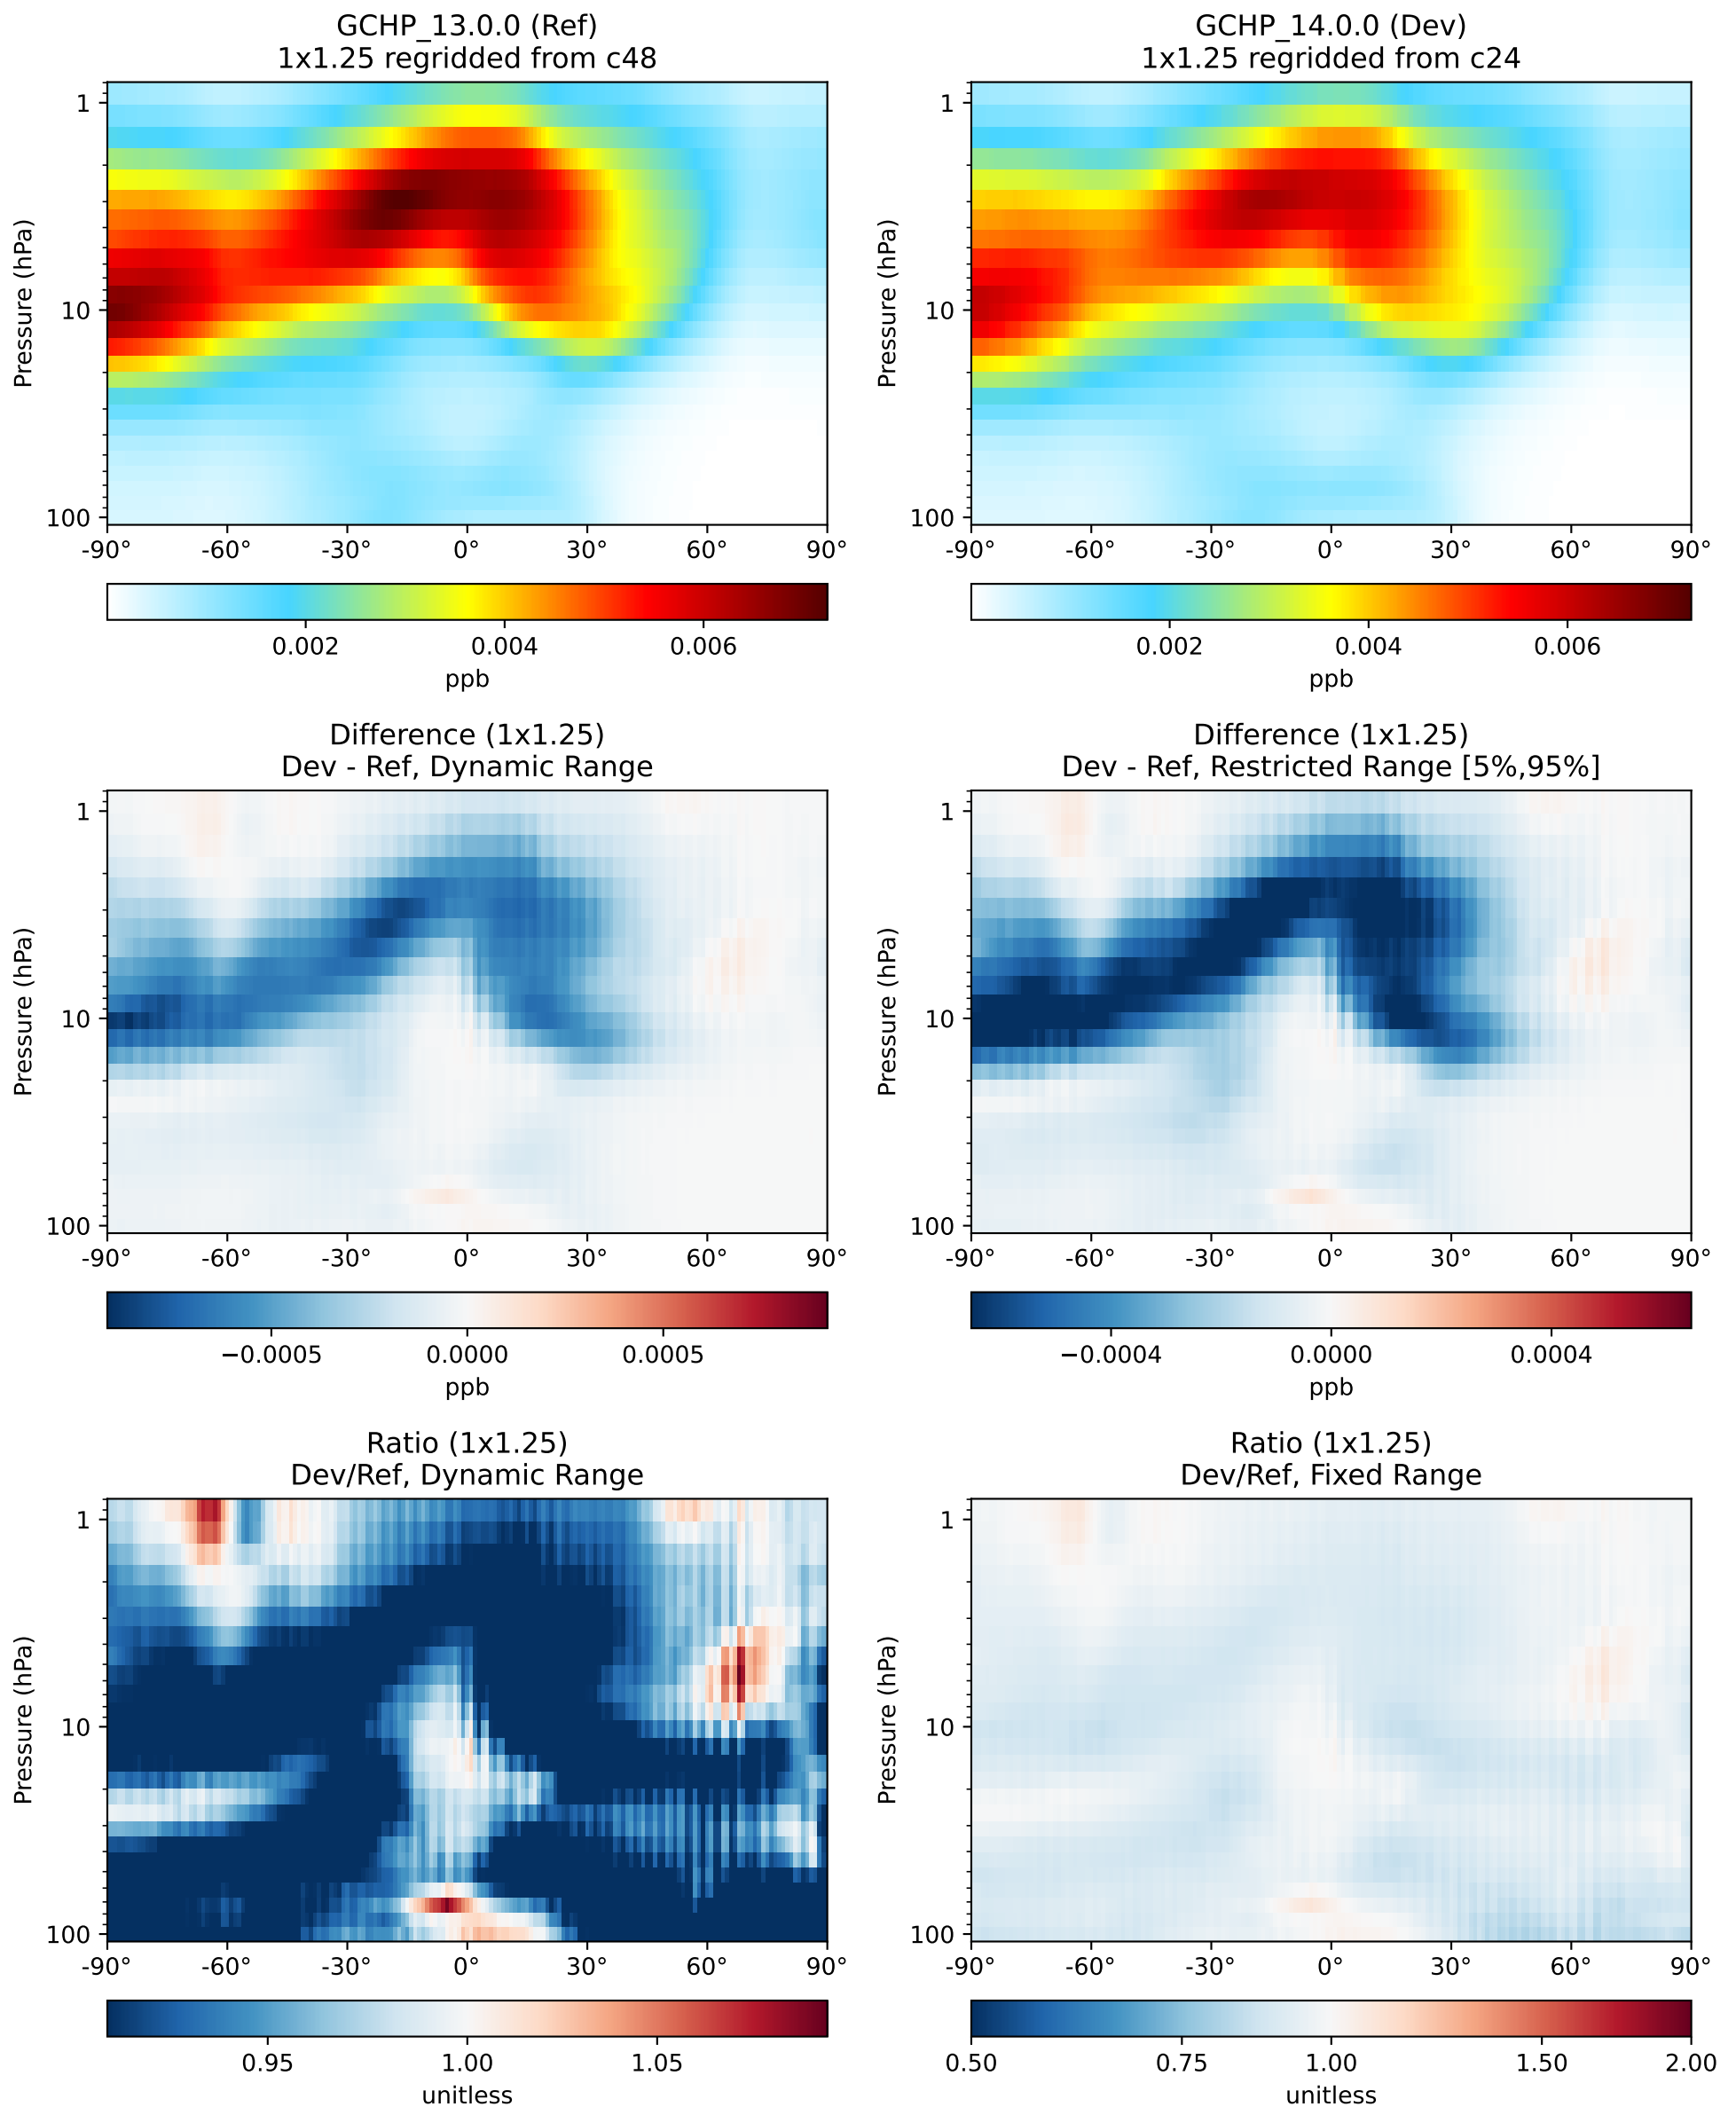 GCHP_13.0.0 (Ref)
1x1.25 regridded from c48
Pressure (hPa)
1
10
100
-90° -60° -30° 0° 30° 60° 90°
0.002 0.004 0.006
ppb
GCHP_14.0.0 (Dev)
1x1.25 regridded from c24
Pressure (hPa)
1
10
100
-90° -60° -30° 0° 30° 60° 90°
0.002 0.004 0.006
ppb
Difference (1x1.25)
Dev - Ref, Dynamic Range
Pressure (hPa)
1
10
100
-90° -60° -30° 0° 30° 60° 90°
−0.0005 0.0000 0.0005
ppb
Difference (1x1.25)
Dev - Ref, Restricted Range [5%,95%]
Pressure (hPa)
1
10
100
-90° -60° -30° 0° 30° 60° 90°
−0.0004 0.0000 0.0004
ppb
Ratio (1x1.25)
Dev/Ref, Dynamic Range
Pressure (hPa)
1
10
100
-90° -60° -30° 0° 30° 60° 90°
0.95 1.00 1.05
unitless
Ratio (1x1.25)
Dev/Ref, Fixed Range
Pressure (hPa)
1
10
100
-90° -60° -30° 0° 30° 60° 90°
0.50 0.75 1.00 1.50 2.00
unitless